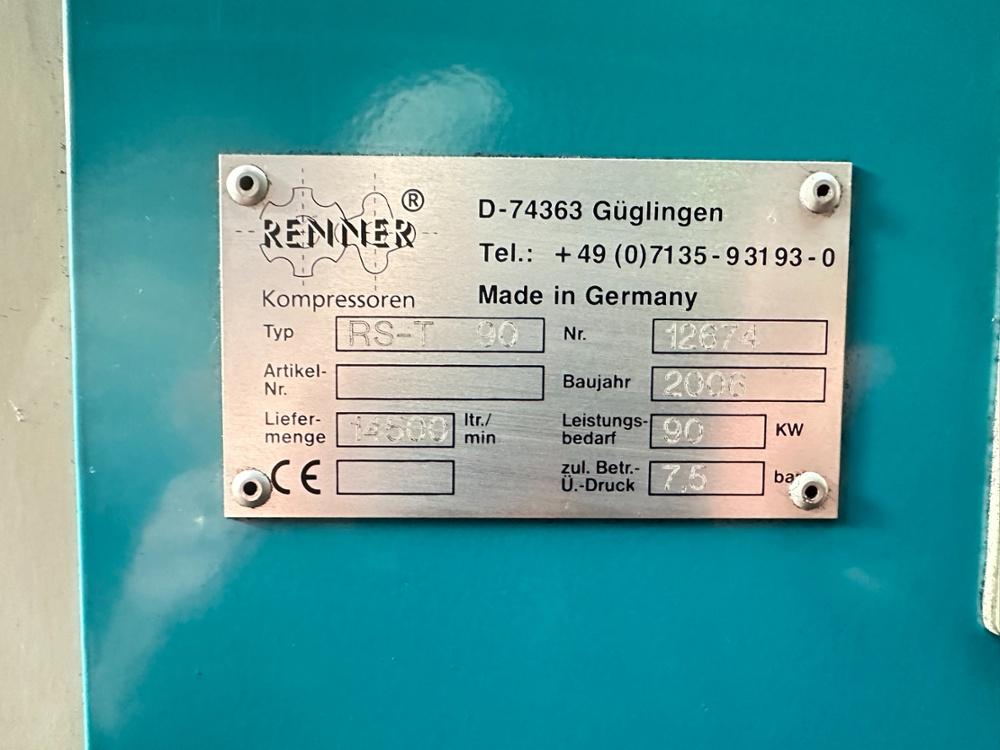 RENNER®
Kompressoren
D-74363 Güglingen
Tel.: +49 (0)7135-93193-0
Made in Germany
Typ RS-T 90 Nr. 12674
Artikel-
Nr.
Baujahr 2006
Liefer-
menge
ltr./
min
Leistungs-
bedarf 90 KW
CE
zul. Betr.-
Ü.-Druck 7,5